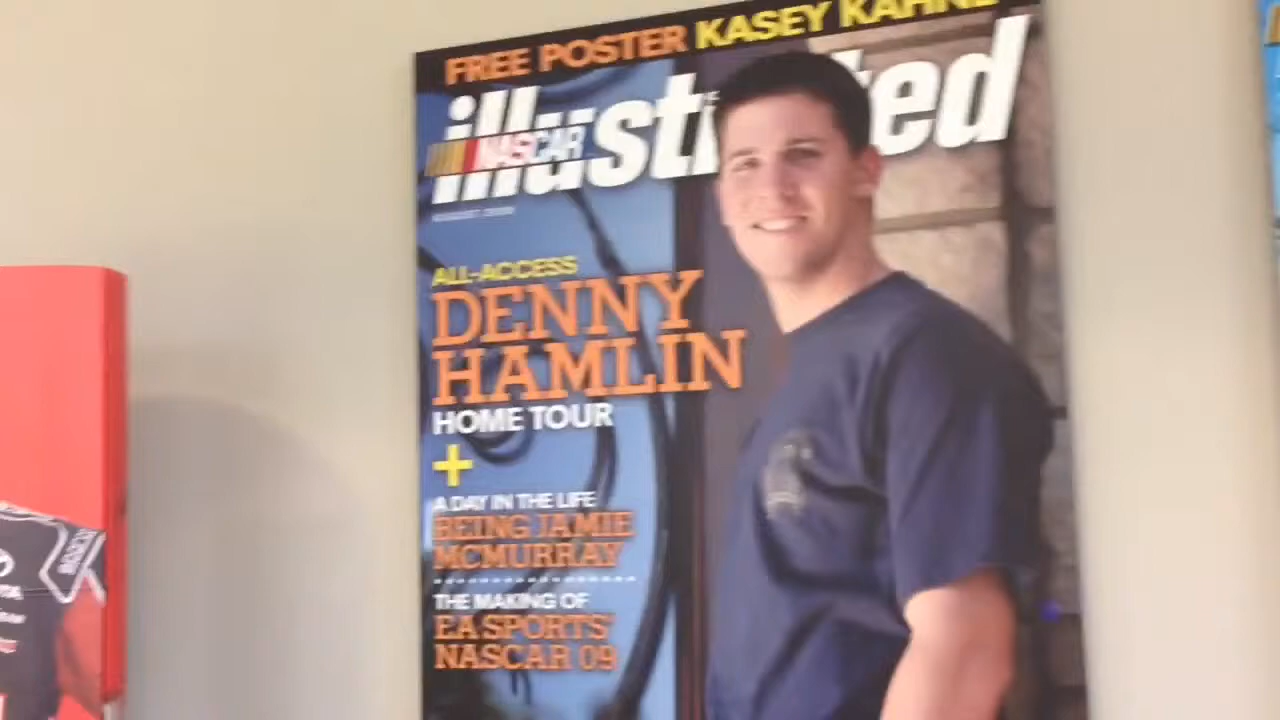 FREE POSTER KASEY KAHNE
illustrated
NASCAR
ALL-ACCESS
DENNY
HAMLIN
HOME TOUR
+
A DAY IN THE LIFE
BEING JAMIE
MCMURRAY
THE MAKING OF
EA SPORTS'
NASCAR 09